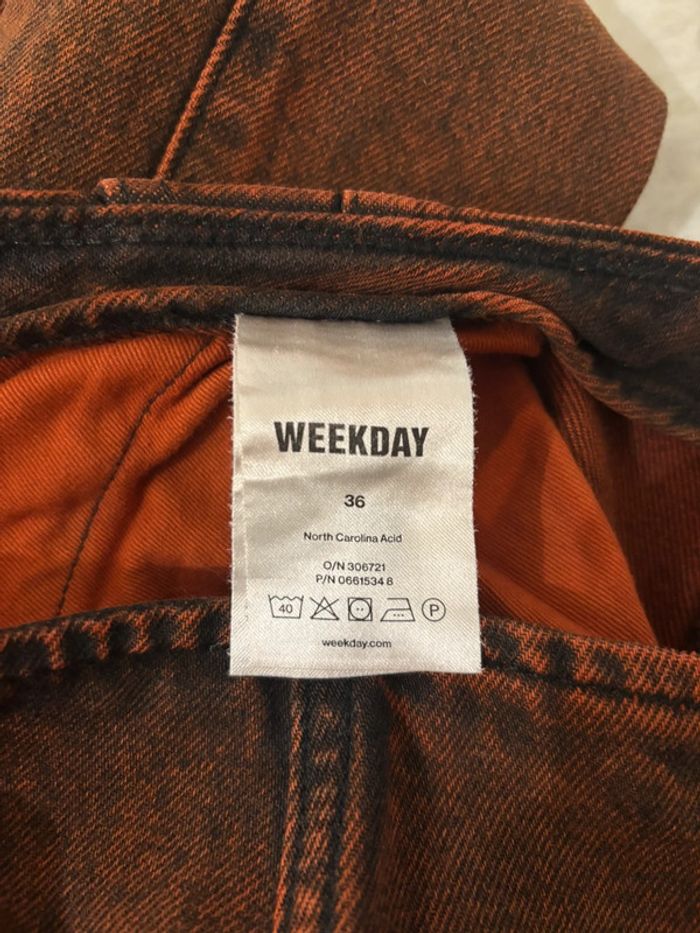 WEEKDAY
36
North Carolina Acid
O/N 306721
P/N 0661534 8
40 P
weekday.com